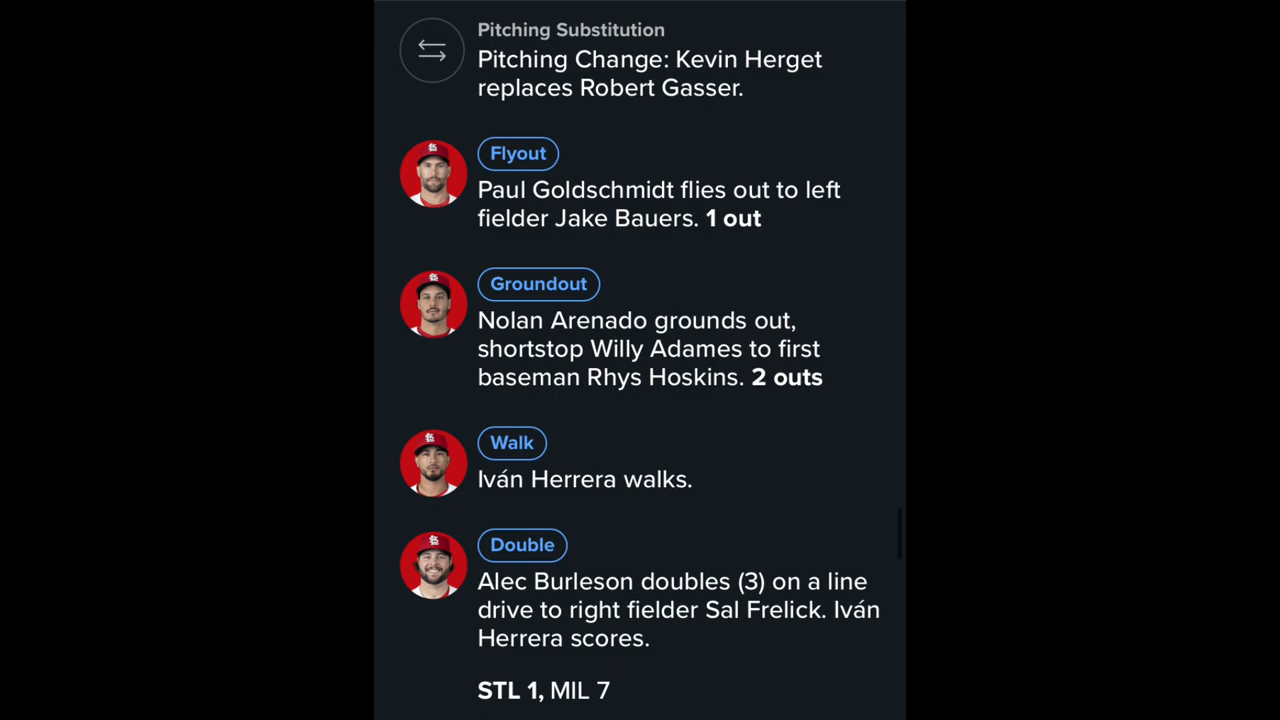 Pitching Substitution
Pitching Change: Kevin Herget
replaces Robert Gasser.
Flyout
Paul Goldschmidt flies out to left
fielder Jake Bauers. 1 out
Groundout
Nolan Arenado grounds out,
shortstop Willy Adames to first
baseman Rhys Hoskins. 2 outs
Walk
Iván Herrera walks.
Double
Alec Burleson doubles (3) on a line
drive to right fielder Sal Frelick. Iván
Herrera scores.
STL 1, MIL 7